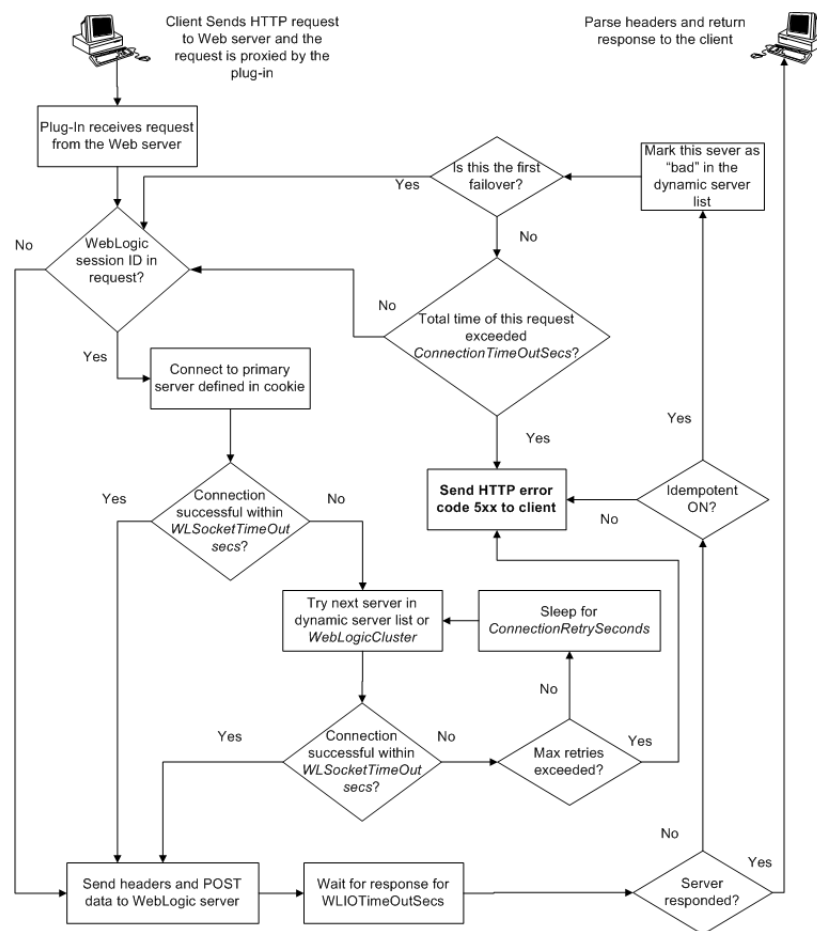 Client Sends HTTP request
to Web server and the
request is proxied by the
plug-in
Parse headers and return
response to the client
Plug-In receives request
from the Web server
Is this the first
failover?
Mark this sever as
“bad” in the
dynamic server
list
Yes
No
No
WebLogic
session ID in
request?
No
Total time of this request
exceeded
ConnectionTimeOutSecs?
Yes
Connect to primary
server defined in cookie
Yes
Yes
Send HTTP error
code 5xx to client
Idempotent
ON?
No
Yes
Connection
successful within
WLSocketTimeOut
secs?
No
Try next server in
dynamic server list or
WebLogicCluster
Sleep for
ConnectionRetrySeconds
No
Yes
Connection
successful within
WLSocketTimeOut
secs?
No
Max retries
exceeded?
Yes
No
Yes
Send headers and POST
data to WebLogic server
Wait for response for
WLIOTimeOutSecs
Server
responded?